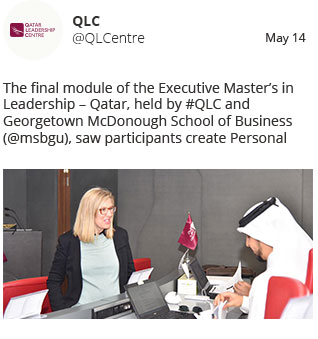 QATAR
LEADERSHIP
CENTRE
QLC
@QLCentre
May 14
The final module of the Executive Master's in
Leadership – Qatar, held by #QLC and
Georgetown McDonough School of Business
(@msbgu), saw participants create Personal